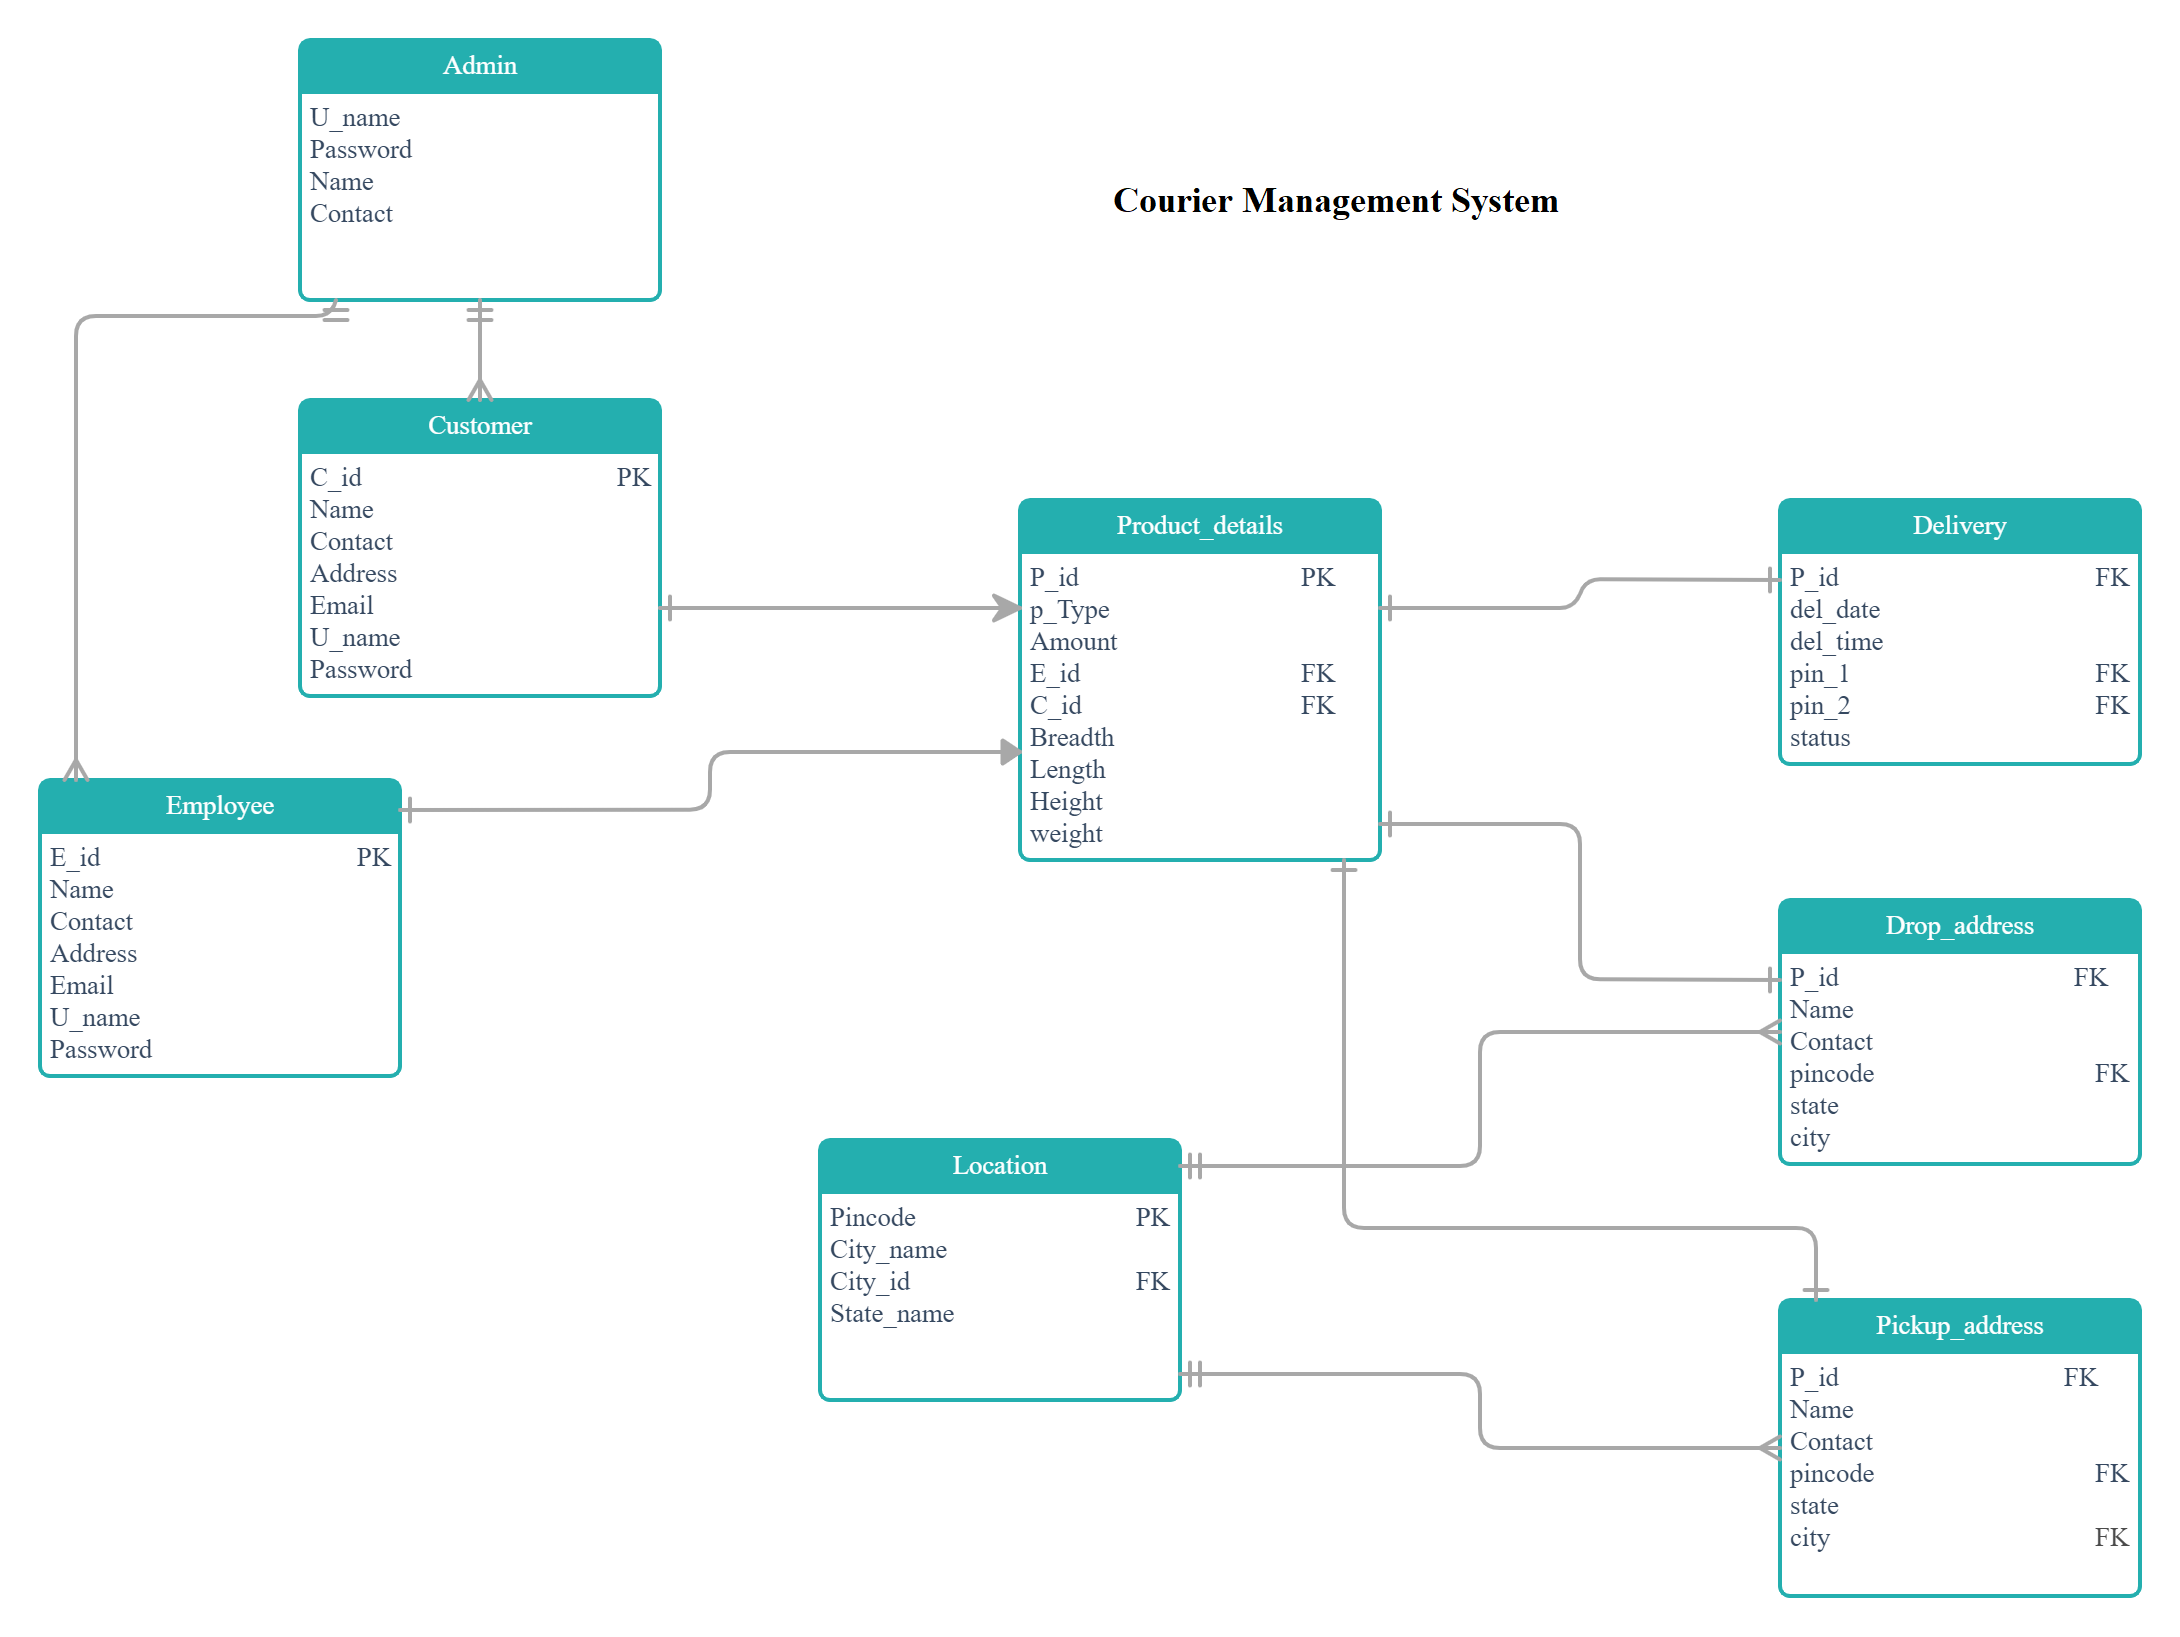 Admin
U_name
Password
Name
Contact
Courier Management System
Customer
C_id PK
Name
Contact
Address
Email
U_name
Password
Product_details
P_id PK
p_Type
Amount
E_id FK
C_id FK
Breadth
Length
Height
weight
Delivery
P_id FK
del_date
del_time
pin_1 FK
pin_2 FK
status
Employee
E_id PK
Name
Contact
Address
Email
U_name
Password
Drop_address
P_id FK
Name
Contact
pincode FK
state
city
Location
Pincode PK
City_name
City_id FK
State_name
Pickup_address
P_id FK
Name
Contact
pincode FK
state
city FK